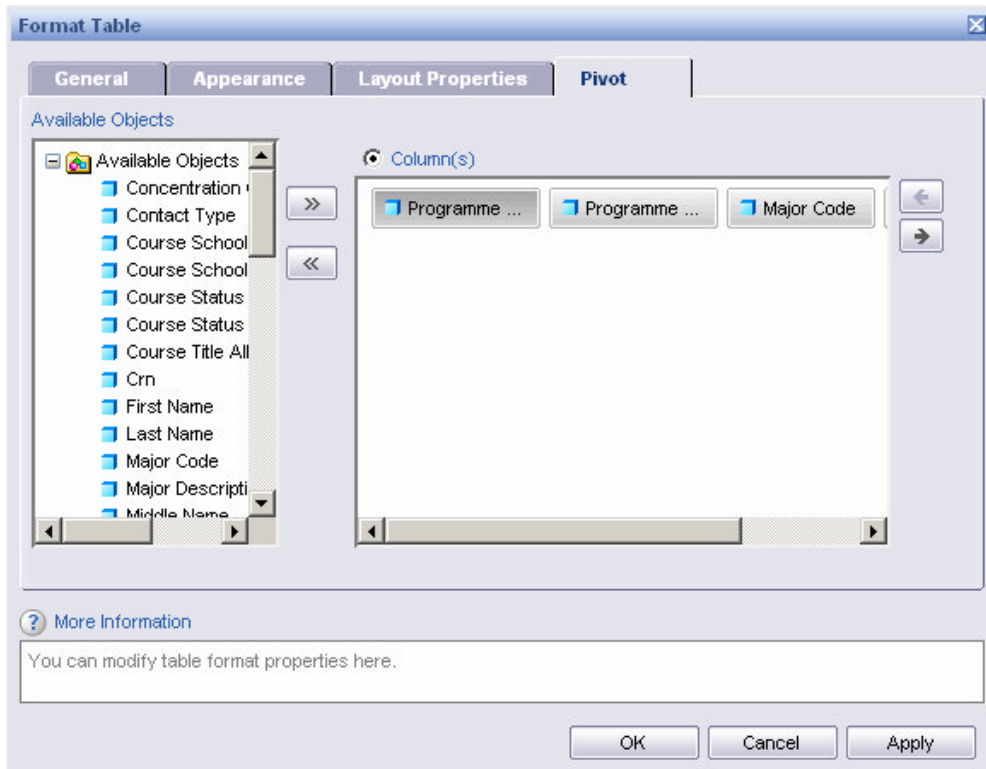 Format Table
General Appearance Layout Properties Pivot
Available Objects
Available Objects
Concentration
Contact Type
Course School
Course School
Course Status
Course Status
Course Title All
Crn
First Name
Last Name
Major Code
Major Descripti
Middle Name
Column(s)
Programme ... Programme ... Major Code
? More Information
You can modify table format properties here.
OK Cancel Apply